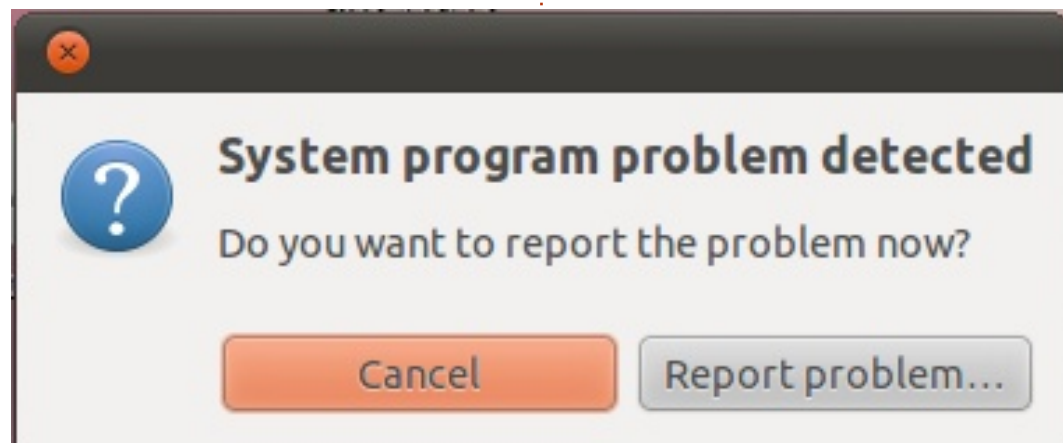 System program problem detected
Do you want to report the problem now?
Cancel
Report problem...